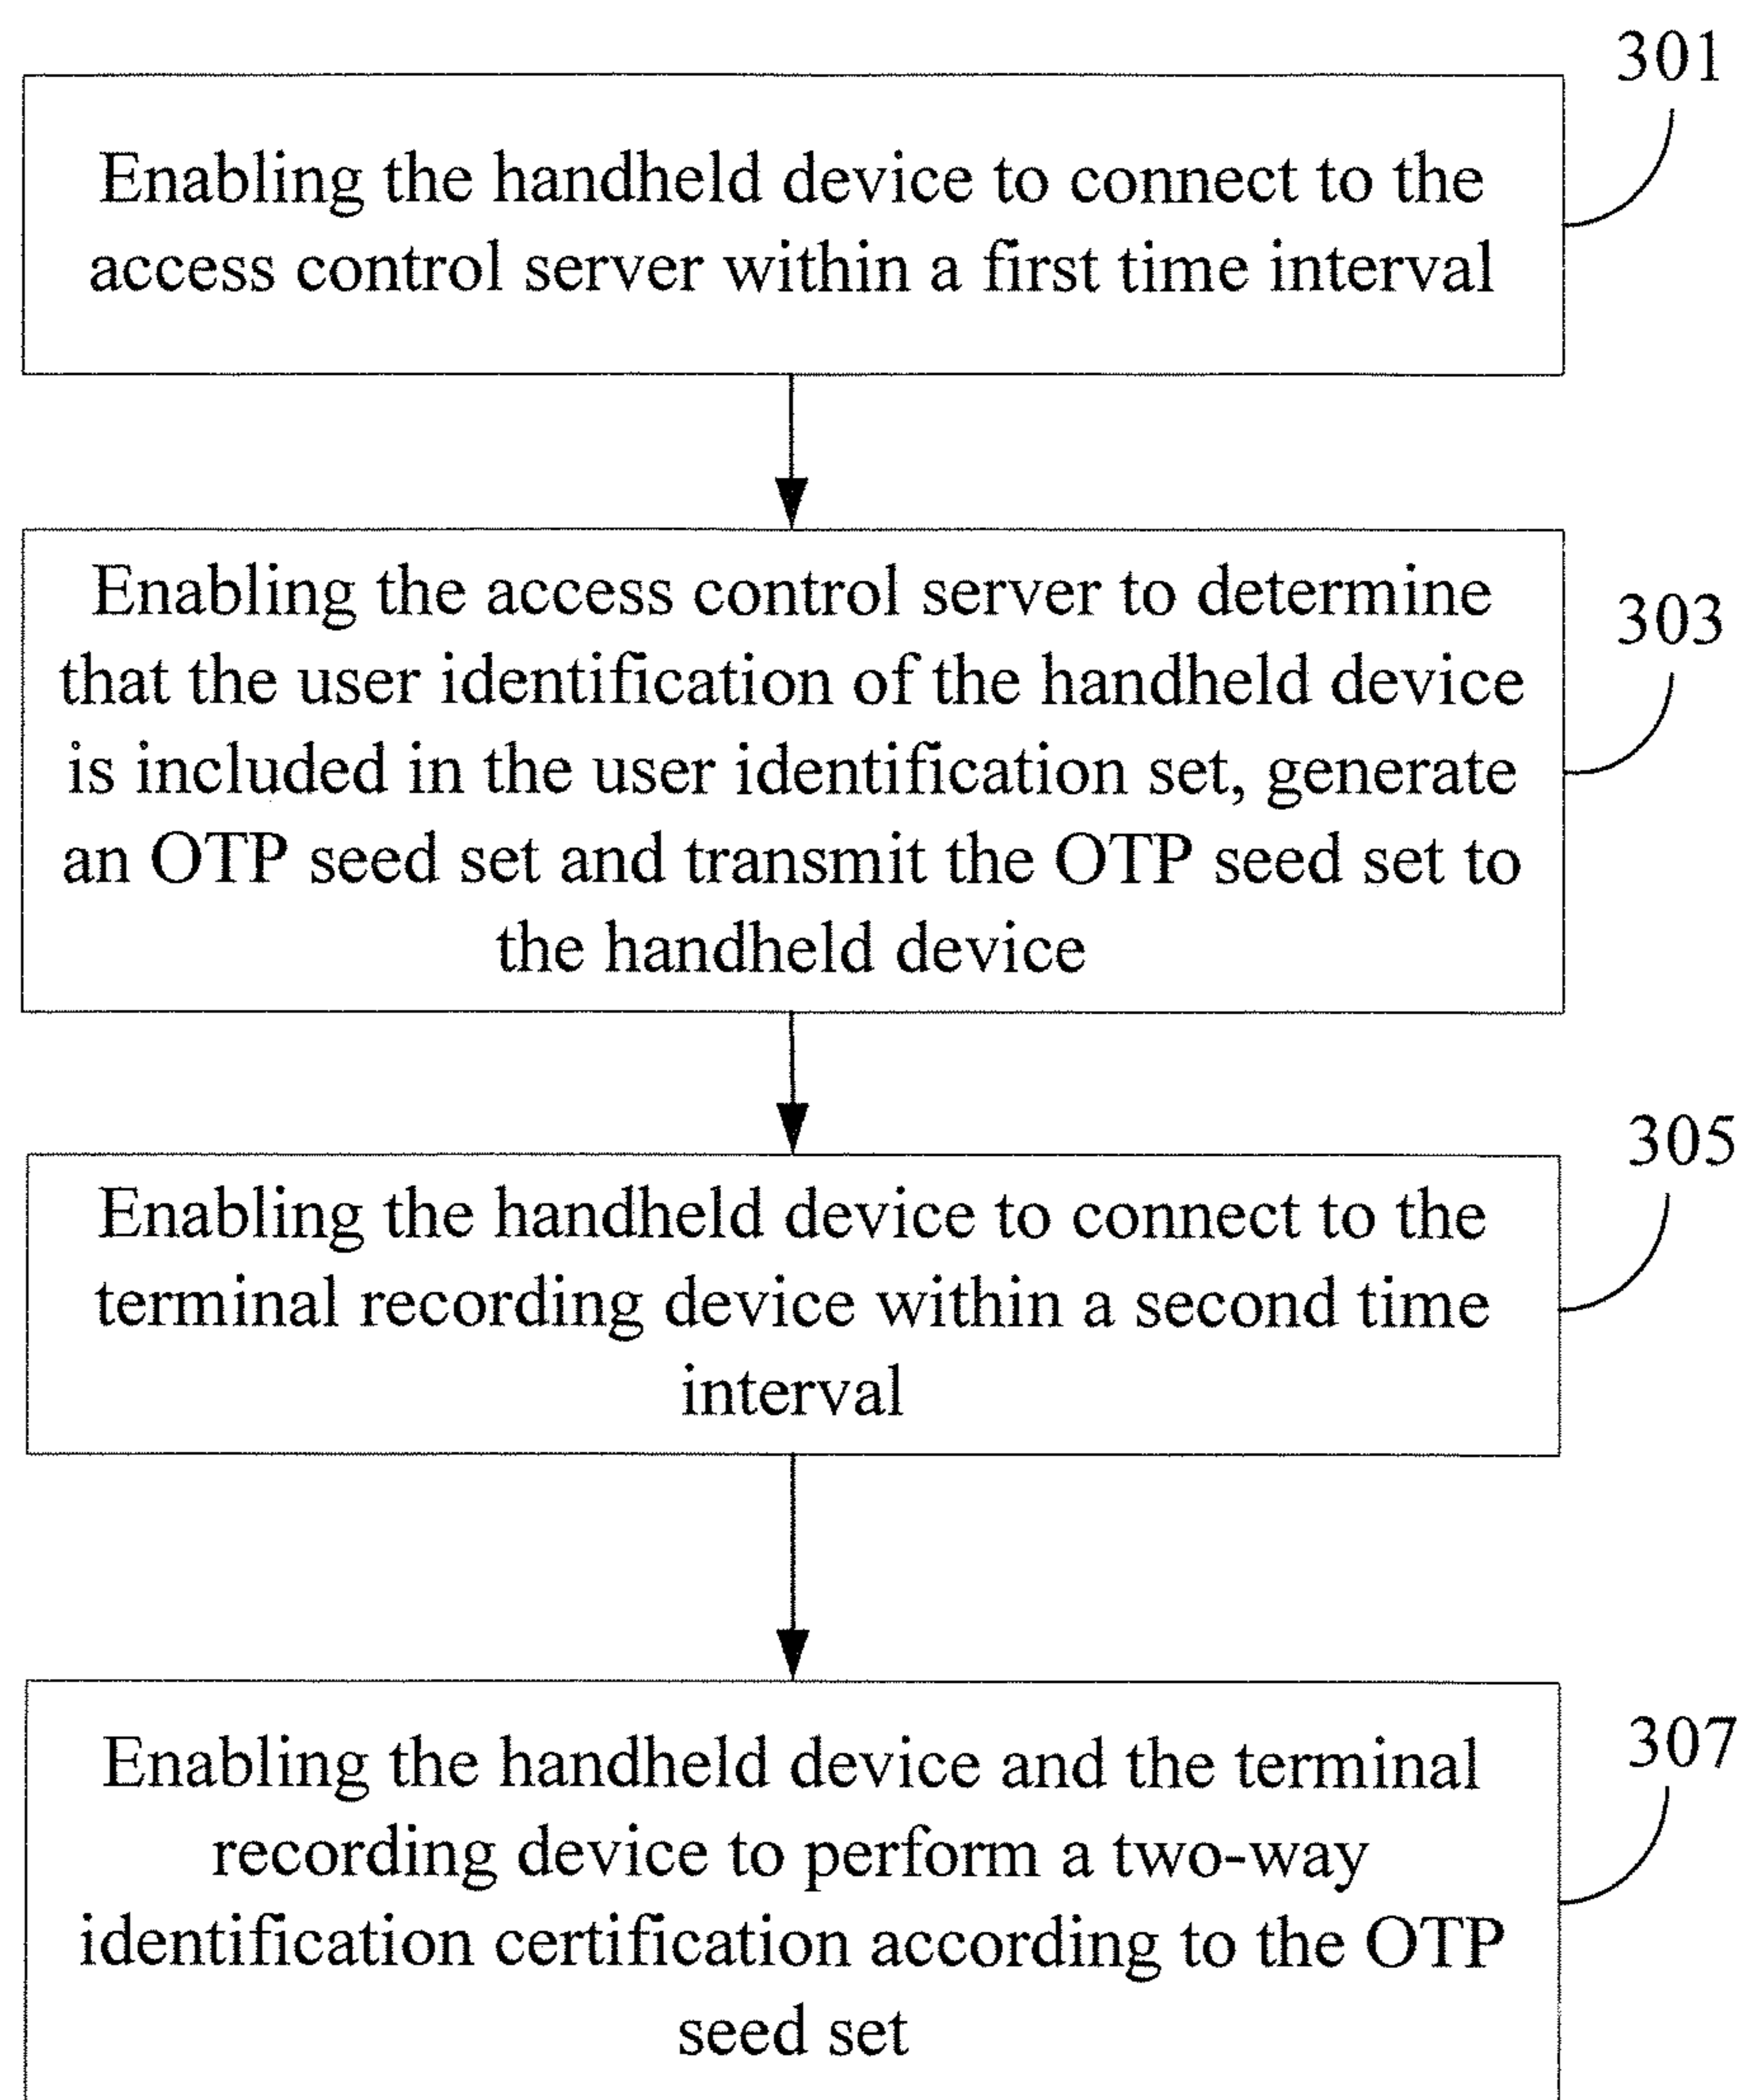 301
Enabling the handheld device to connect to the
access control server within a first time interval
303
Enabling the access control server to determine
that the user identification of the handheld device
is included in the user identification set, generate
an OTP seed set and transmit the OTP seed set to
the handheld device
305
Enabling the handheld device to connect to the
terminal recording device within a second time
interval
307
Enabling the handheld device and the terminal
recording device to perform a two-way
identification certification according to the OTP
seed set